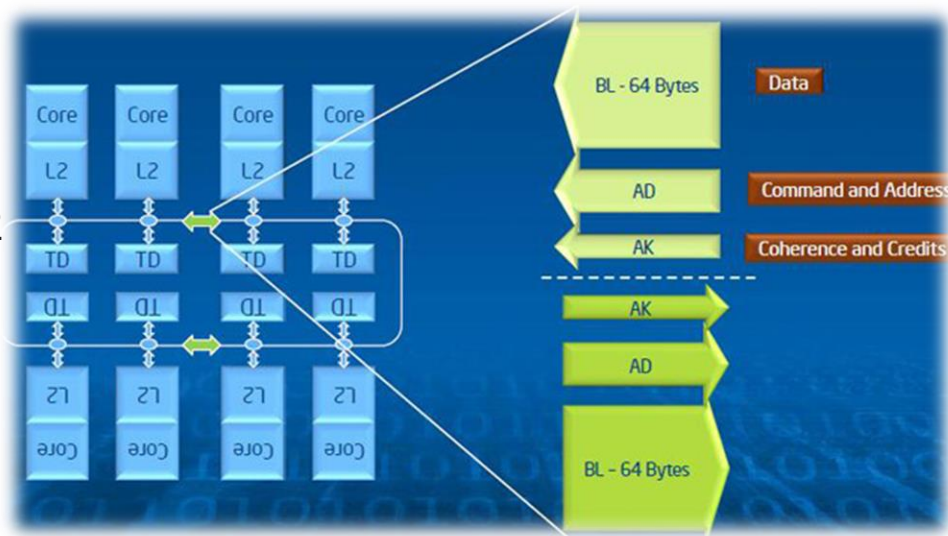 Core Core Core Core
L2 L2 L2 L2
TD TD TD TD
TD TD TD TD
L2 L2 L2 L2
Core Core Core Core
BL - 64 Bytes
Data
AD
Command and Address
AK
Coherence and Credits
AK
AD
BL - 64 Bytes